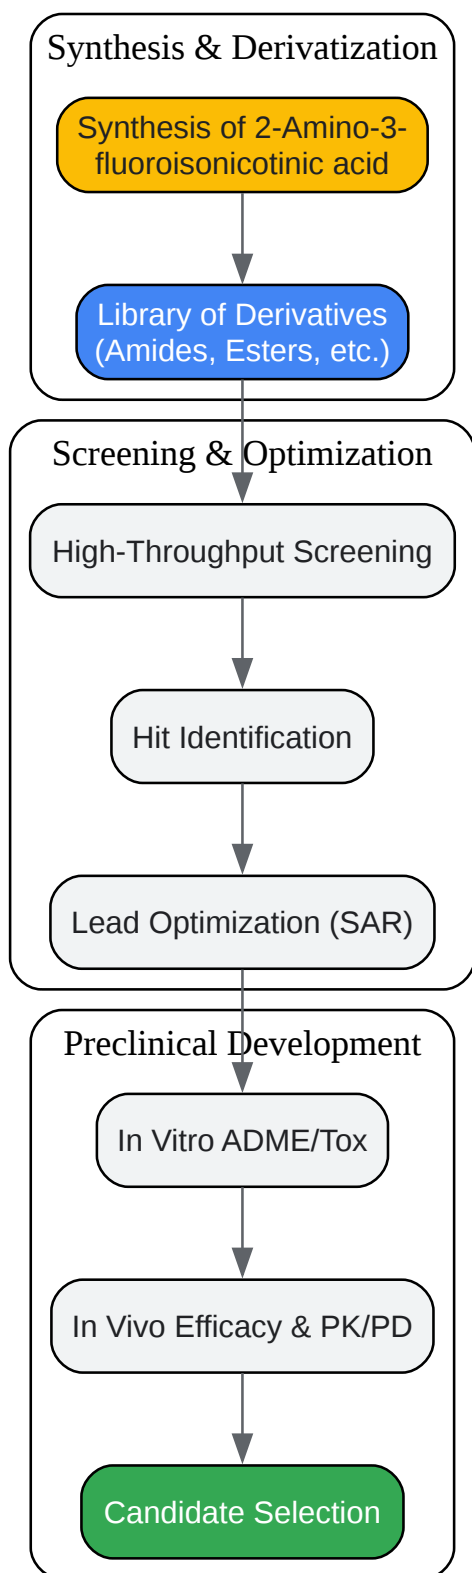 Synthesis & Derivatization
Synthesis of 2-Amino-3-
fluoroisonicotinic acid
Library of Derivatives
(Amides, Esters, etc.)
Screening & Optimization
High-Throughput Screening
Hit Identification
Lead Optimization (SAR)
Preclinical Development
In Vitro ADME/Tox
In Vivo Efficacy & PK/PD
Candidate Selection